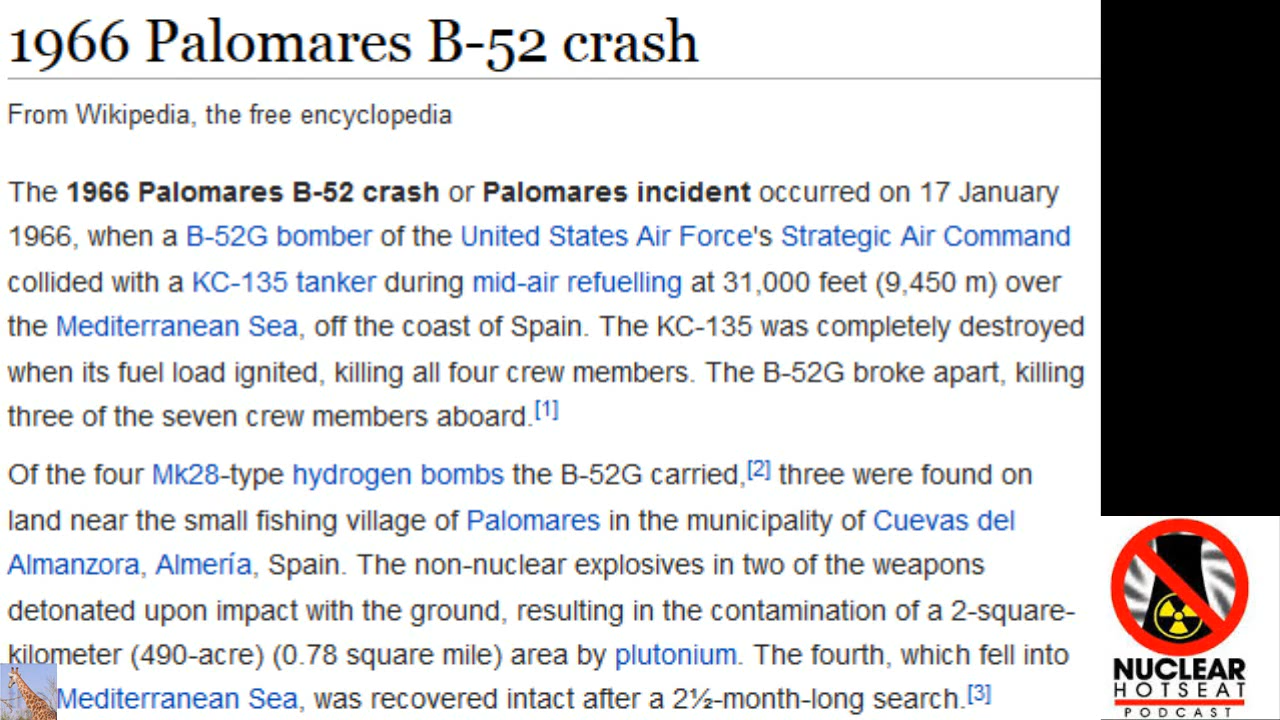 1966 Palomares B-52 crash
From Wikipedia, the free encyclopedia
The 1966 Palomares B-52 crash or Palomares incident occurred on 17 January
1966, when a B-52G bomber of the United States Air Force's Strategic Air Command
collided with a KC-135 tanker during mid-air refuelling at 31,000 feet (9,450 m) over
the Mediterranean Sea, off the coast of Spain. The KC-135 was completely destroyed
when its fuel load ignited, killing all four crew members. The B-52G broke apart, killing
three of the seven crew members aboard.[1]
Of the four Mk28-type hydrogen bombs the B-52G carried,[2] three were found on
land near the small fishing village of Palomares in the municipality of Cuevas del
Almanzora, Almería, Spain. The non-nuclear explosives in two of the weapons
detonated upon impact with the ground, resulting in the contamination of a 2-square-
kilometer (490-acre) (0.78 square mile) area by plutonium. The fourth, which fell into
Mediterranean Sea, was recovered intact after a 2½-month-long search.[3]
NUCLEAR
HOTSEAT
PODCAST